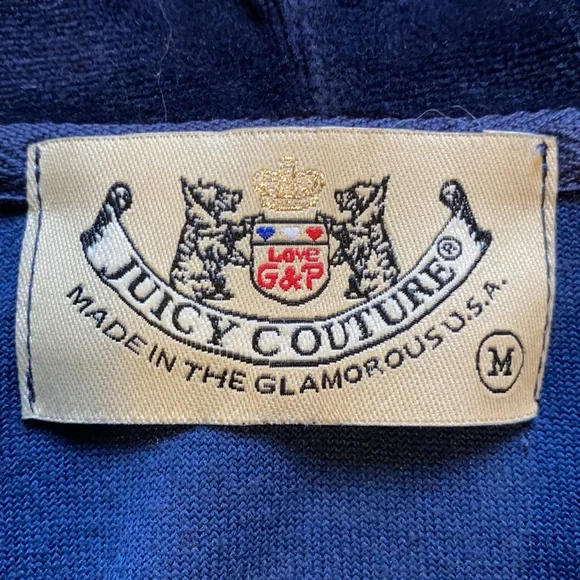 Love
G&P
JUICY COUTURE®
MADE IN THE GLAMOROUS U.S.A.
M